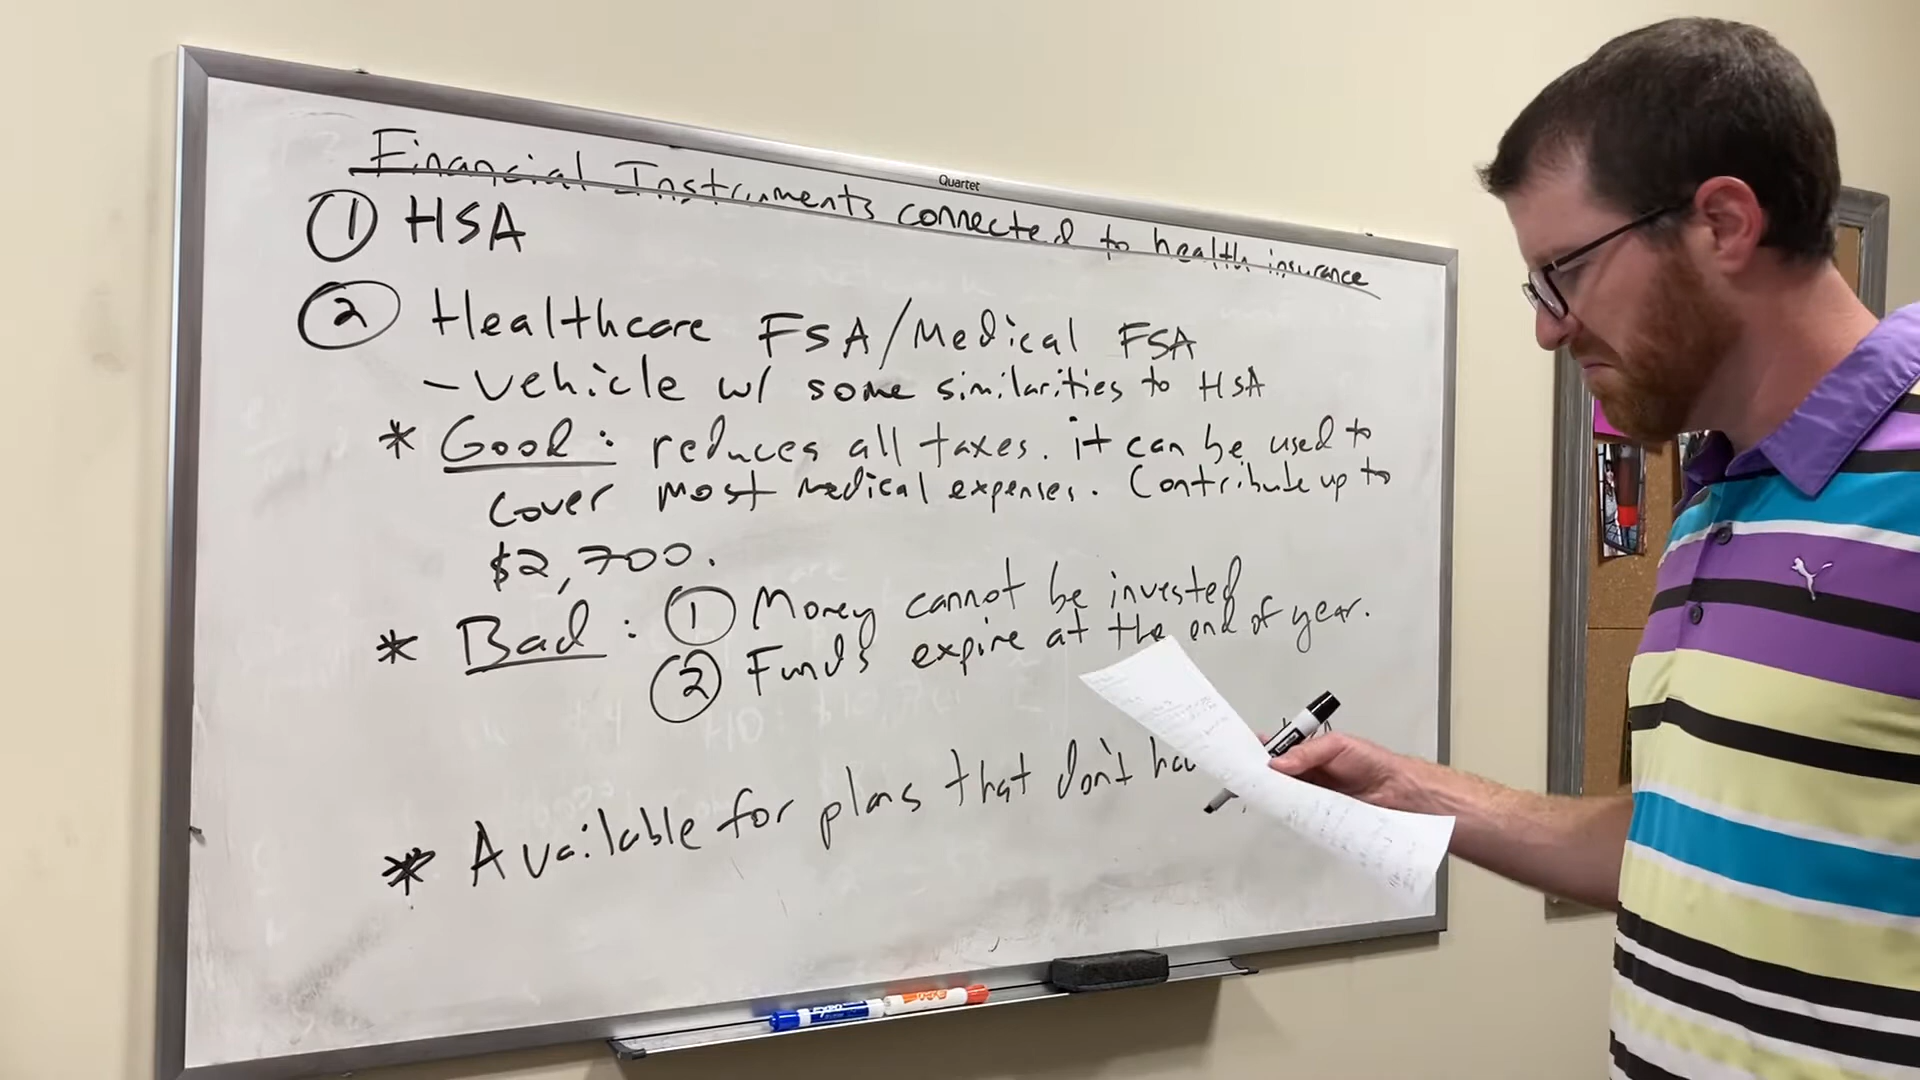 Quartet
Financial Instruments connected to health insurance
① HSA
② Healthcare FSA/Medical FSA
- vehicle w/ some similarities to HSA
* Good: reduces all taxes. it can be used to
cover most medical expenses. Contribute up to
$2,700.
* Bad: ① Money cannot be invested
② Funds expire at the end of year.
* Available for plans that don't
EXPO